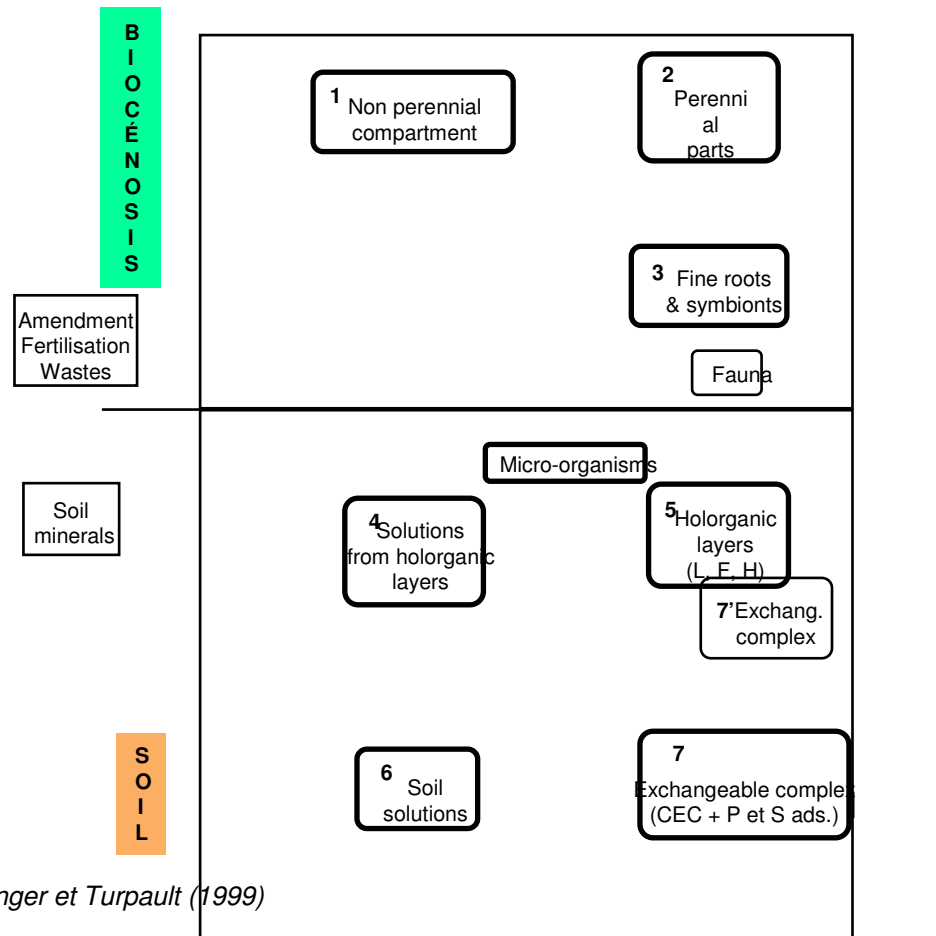 BIOCÉNOSIS
1 Non perennial
compartment
2
Perenni
al
parts
3 Fine roots
& symbionts
Amendment
Fertilisation
Wastes
Fauna
Micro-organisms
Soil
minerals
4
Solutions
from holorganic
layers
5
Holorganic
layers
(L, F, H)
7’ Exchang.
complex
SOIL
6
Soil
solutions
7
Exchangeable complex
(CEC + P et S ads.)
et Turpault (1999)